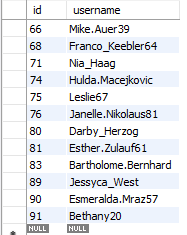 id username
66 Mike.Auer39
68 Franco_Keebler64
71 Nia_Haag
74 Hulda.Macejkovic
75 Leslie67
76 Janelle.Nikolaus81
80 Darby_Herzog
81 Esther.Zulauf61
83 Bartholome.Bernhard
89 Jessyca_West
90 Esmeralda.Mraz57
91 Bethany20
NULL NULL